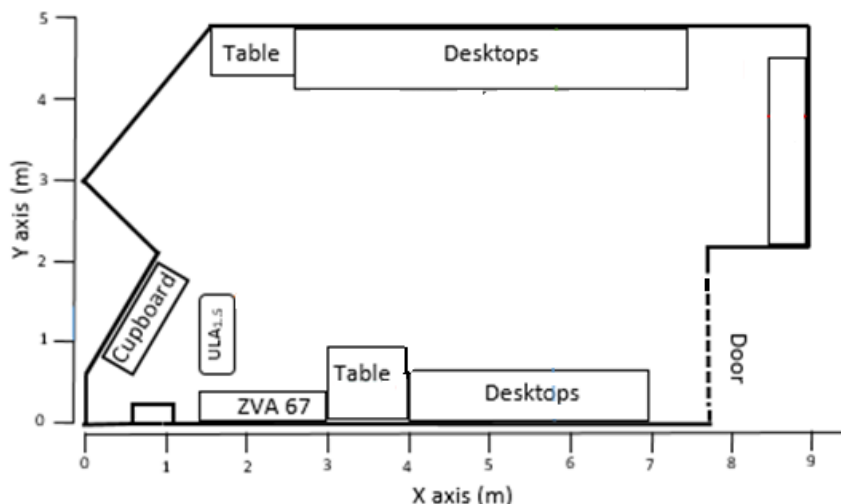 5
Table
Desktops
4
Y axis (m)
3
2
Cupboard
ULA1.5
1
Door
Table
Desktops
ZVA 67
0
0 1 2 3 4 5 6 7 8 9
X axis (m)